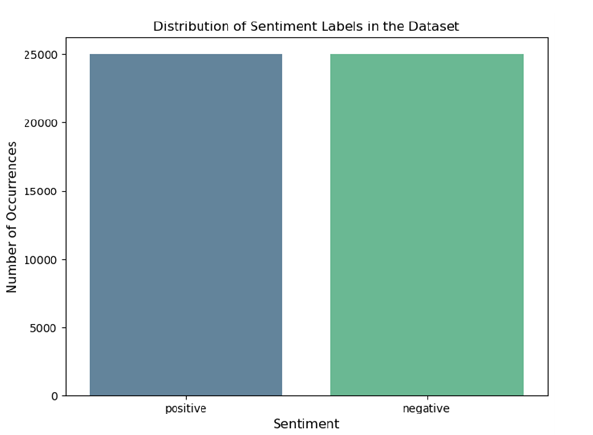 Distribution of Sentiment Labels in the Dataset
Number of Occurrences
25000
20000
15000
10000
5000
0
positive
negative
Sentiment